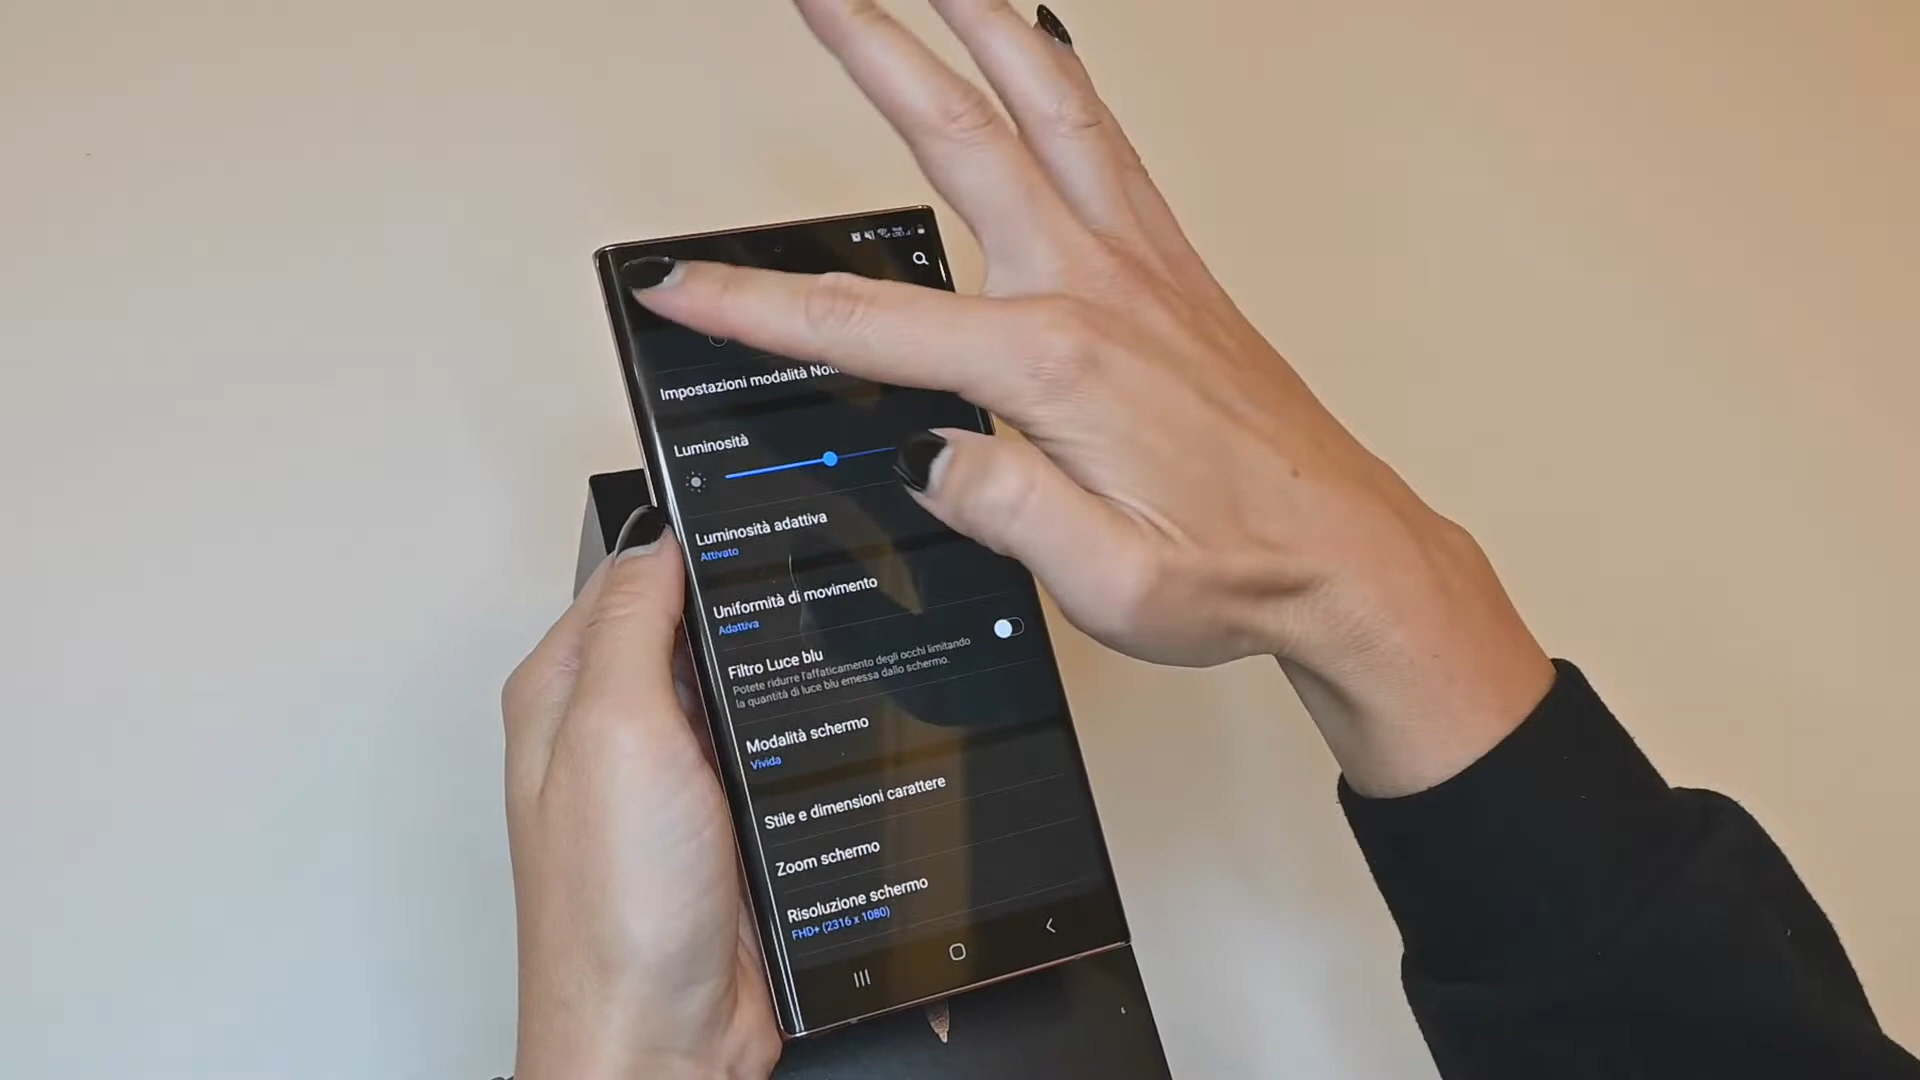 Impostazioni modalità
Luminosità
Luminosità adattiva
Attivato
Uniformità di movimento
Adattiva
Filtro Luce blu
Potete ridurre l'affaticamento degli occhi limitando
la quantità di luce blu emessa dallo schermo.
Modalità schermo
Vivida
Stile e dimensioni carattere
Zoom schermo
Risoluzione schermo
FHD+ (2316 x 1080)